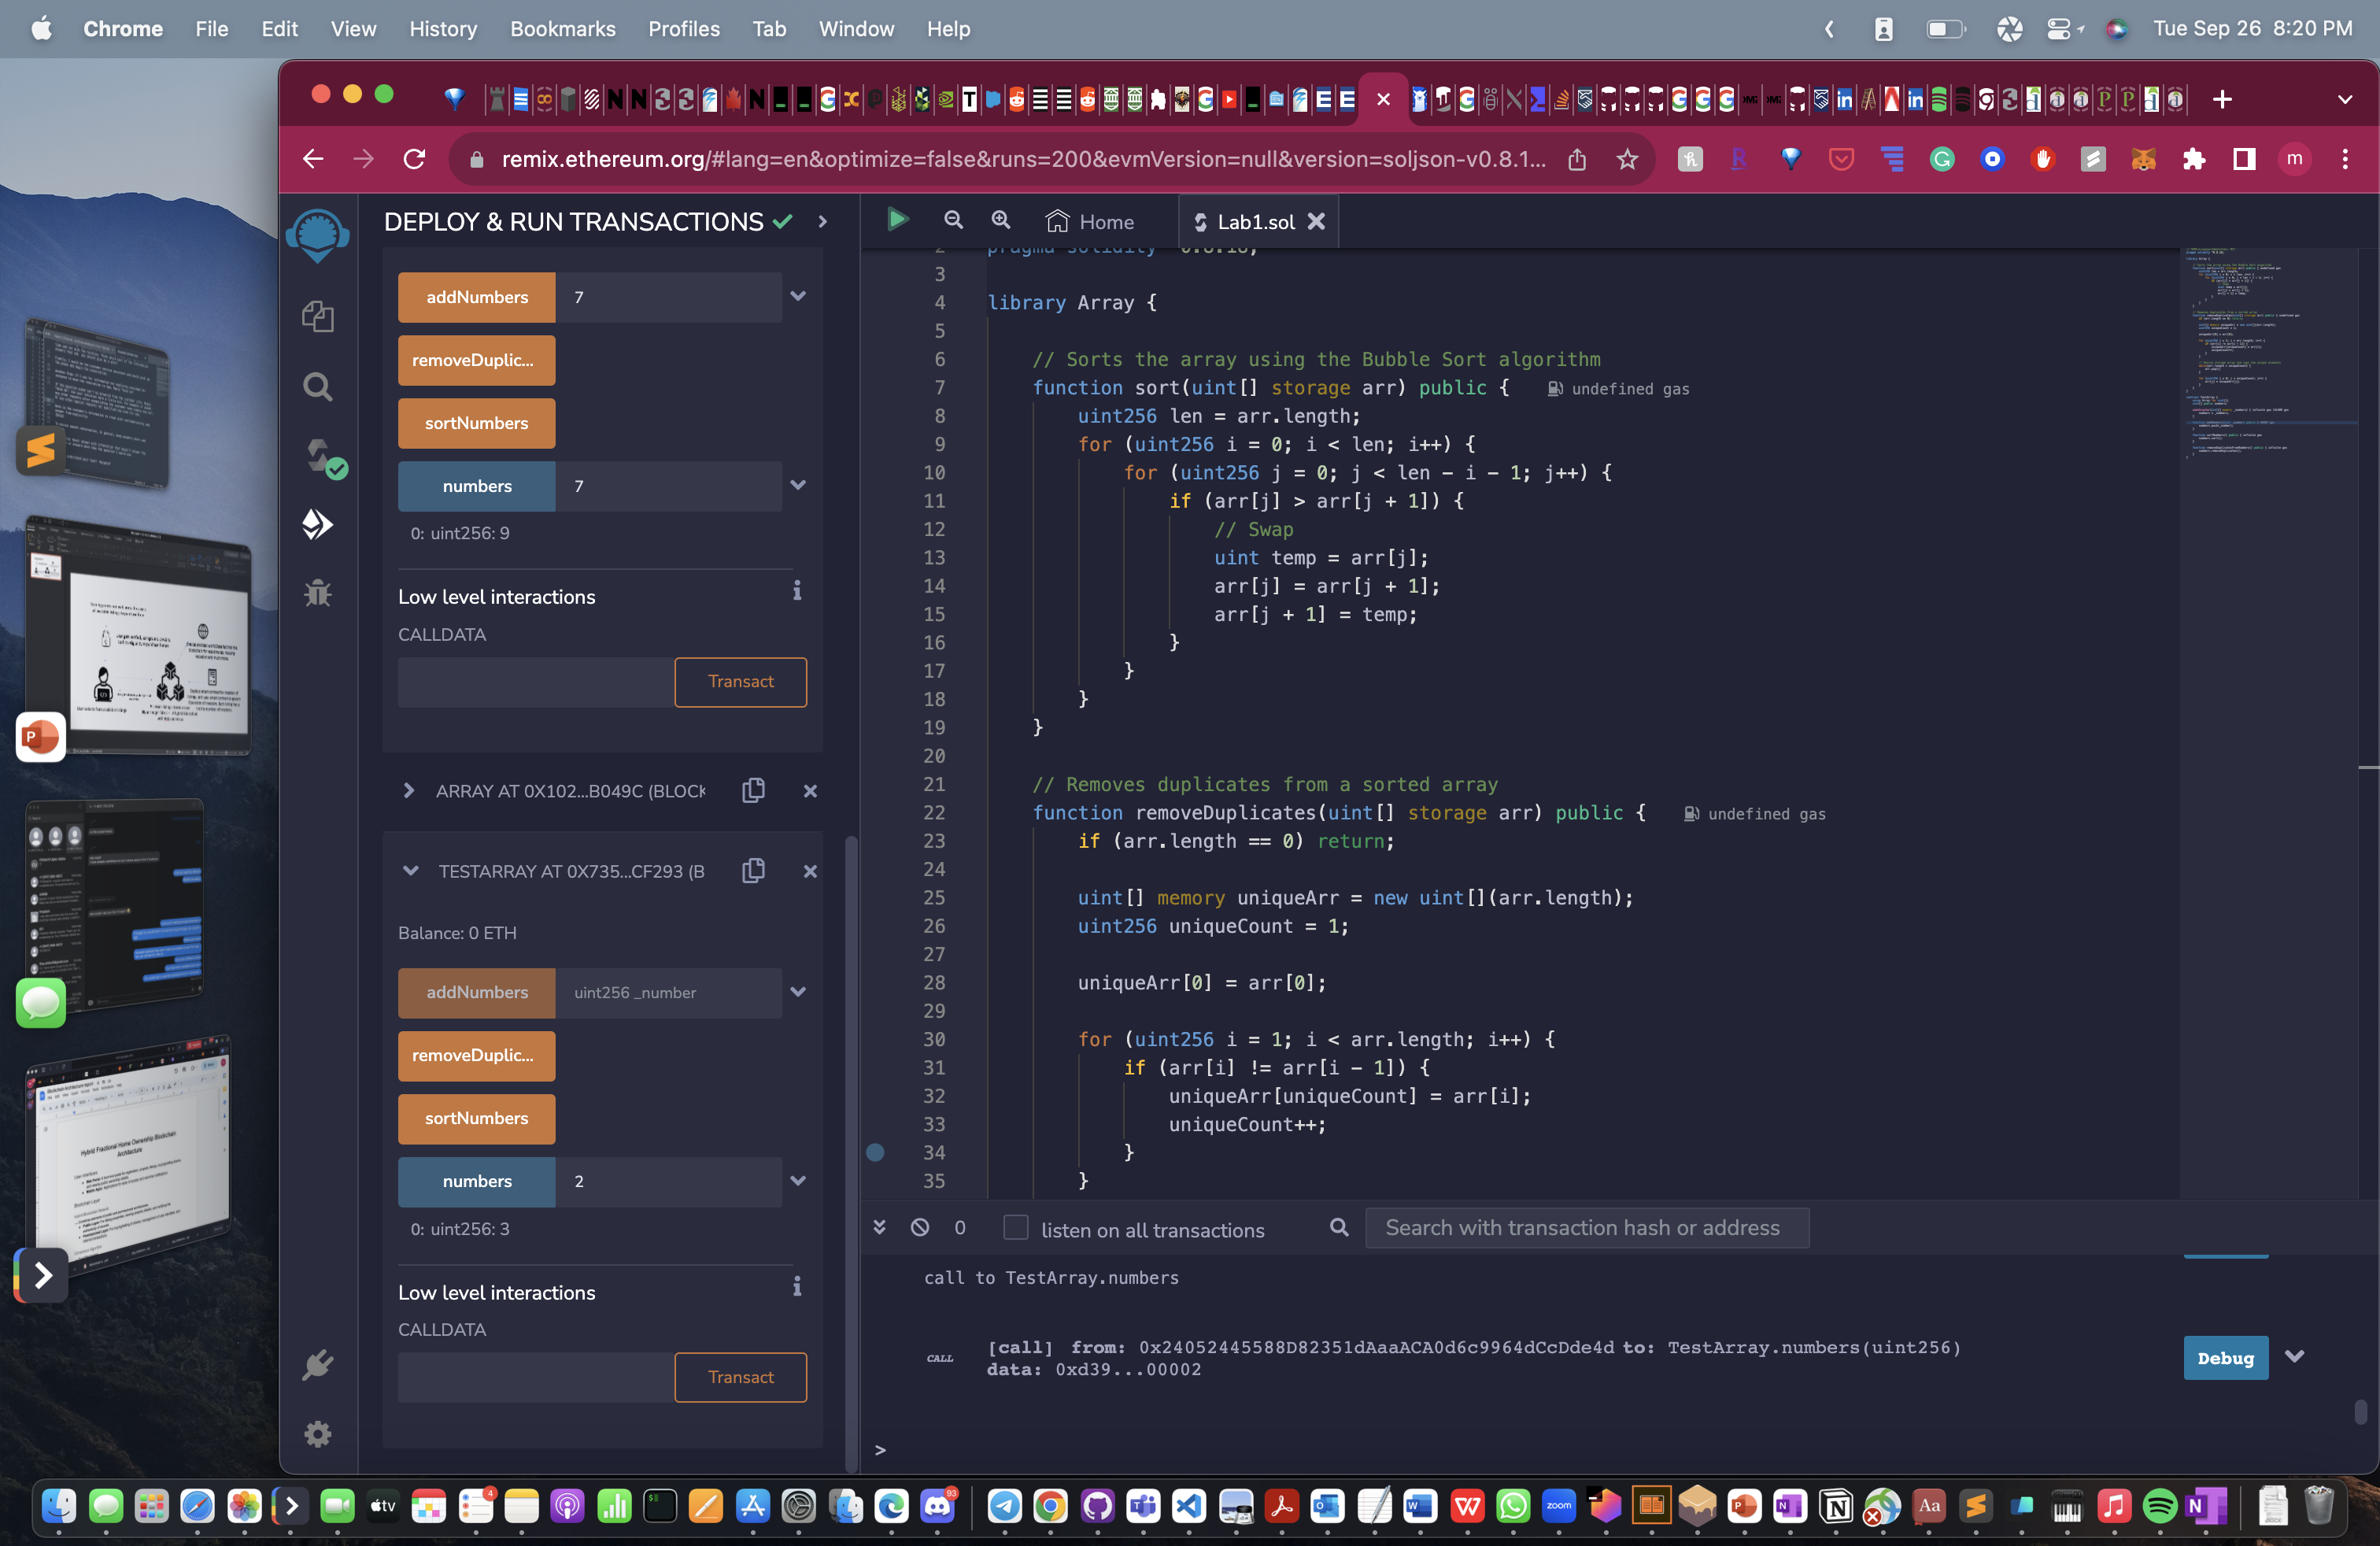 Chrome File Edit View History Bookmarks Profiles Tab Window Help Tue Sep 26 8:20 PM
remix.ethereum.org/#lang=en&optimize=false&runs=200&evmVersion=null&version=soljson-v0.8.1...
m
DEPLOY & RUN TRANSACTIONS
addNumbers 7
removeDuplic...
sortNumbers
numbers 7
0: uint256: 9
Low level interactions
CALLDATA
Transact
ARRAY AT 0X102...B049C (BLOCK
TESTARRAY AT 0X735...CF293 (B
Balance: 0 ETH
addNumbers uint256 _number
removeDuplic...
sortNumbers
numbers 2
0: uint256: 3
Low level interactions
CALLDATA
Transact
Home Lab1.sol
3
4 library Array {
5
6 // Sorts the array using the Bubble Sort algorithm
7 function sort(uint[] storage arr) public { undefined gas
8 uint256 len = arr.length;
9 for (uint256 i = 0; i < len; i++) {
10 for (uint256 j = 0; j < len - i - 1; j++) {
11 if (arr[j] > arr[j + 1]) {
12 // Swap
13 uint temp = arr[j];
14 arr[j] = arr[j + 1];
15 arr[j + 1] = temp;
16 }
17 }
18 }
19 }
20
21 // Removes duplicates from a sorted array
22 function removeDuplicates(uint[] storage arr) public { undefined gas
23 if (arr.length == 0) return;
24
25 uint[] memory uniqueArr = new uint[](arr.length);
26 uint256 uniqueCount = 1;
27
28 uniqueArr[0] = arr[0];
29
30 for (uint256 i = 1; i < arr.length; i++) {
31 if (arr[i] != arr[i - 1]) {
32 uniqueArr[uniqueCount] = arr[i];
33 uniqueCount++;
34 }
35 }
0 listen on all transactions Search with transaction hash or address
call to TestArray.numbers
CALL [call] from: 0x24052445588D82351dAaaACA0d6c9964dCcDde4d to: TestArray.numbers(uint256)
data: 0xd39...00002
Debug
>
Hybrid Fractional Home Ownership Blockchain
Architecture
4
tv
93
zoom
Aa